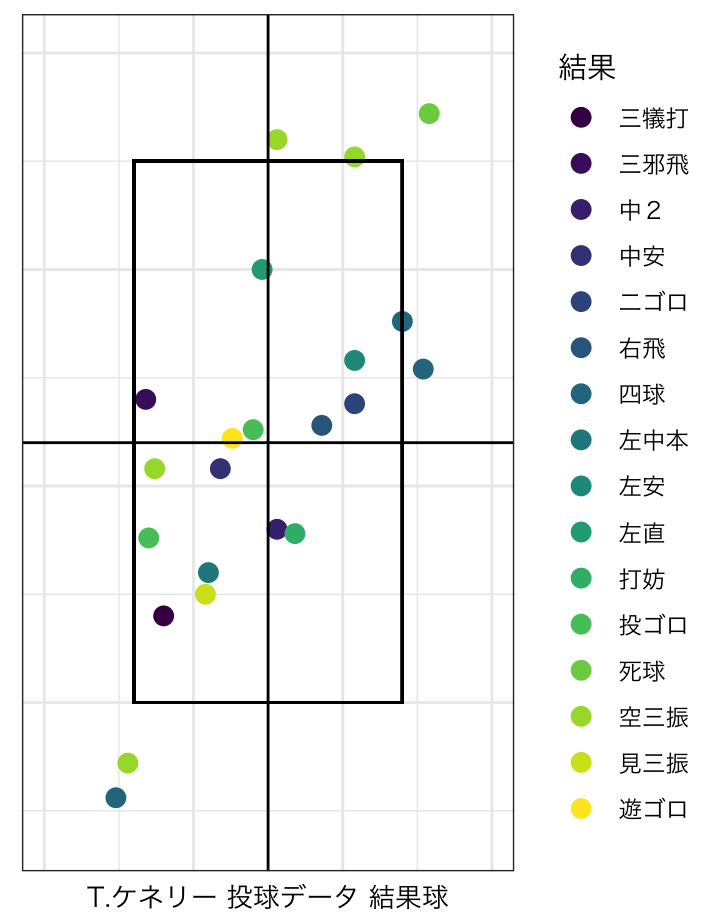 結果
三犠打
三邪飛
中２
中安
二ゴロ
右飛
四球
左中本
左安
左直
打妨
投ゴロ
死球
空三振
見三振
遊ゴロ
T.ケネリー 投球データ 結果球